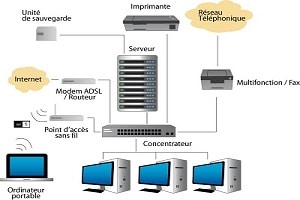 Unité
de sauvegarde
Imprimante
Réseau
Téléphonique
Serveur
Internet
Modem ADSL
/ Routeur
Multifonction / Fax
Point d'accès
sans fil
Concentrateur
Ordinateur
portable